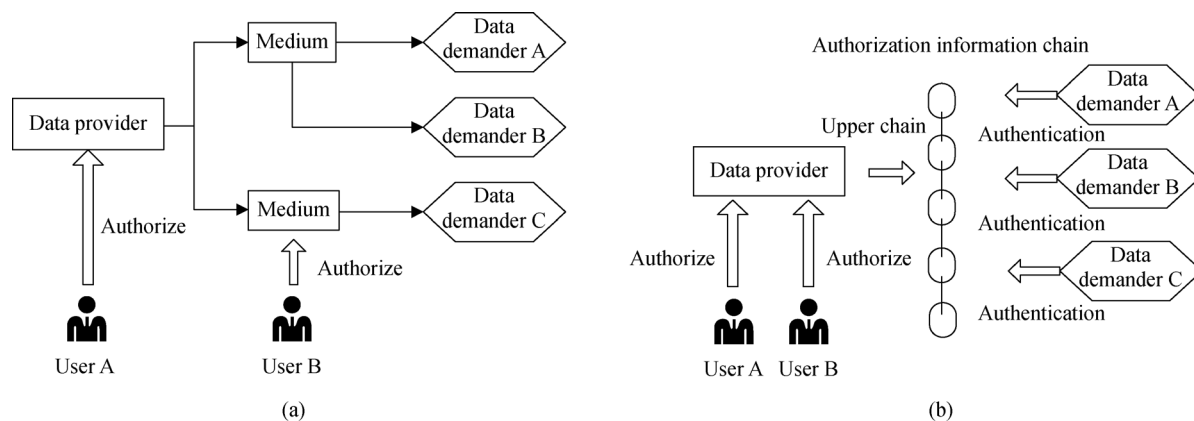 Medium
Data
demander A
Data provider
Data
demander B
Authorize
Medium
Data
demander C
Authorize
User A
User B
(a)
Authorization information chain
Data
demander A
Upper chain
Authentication
Data provider
Data
demander B
Authentication
Authorize
Authorize
Data
demander C
Authentication
User A
User B
(b)